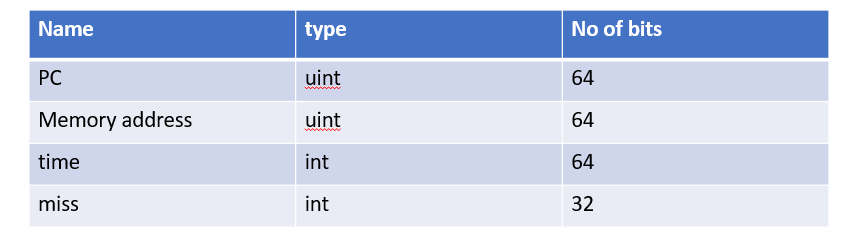 Name type No of bits
PC uint 64
Memory address uint 64
time int 64
miss int 32